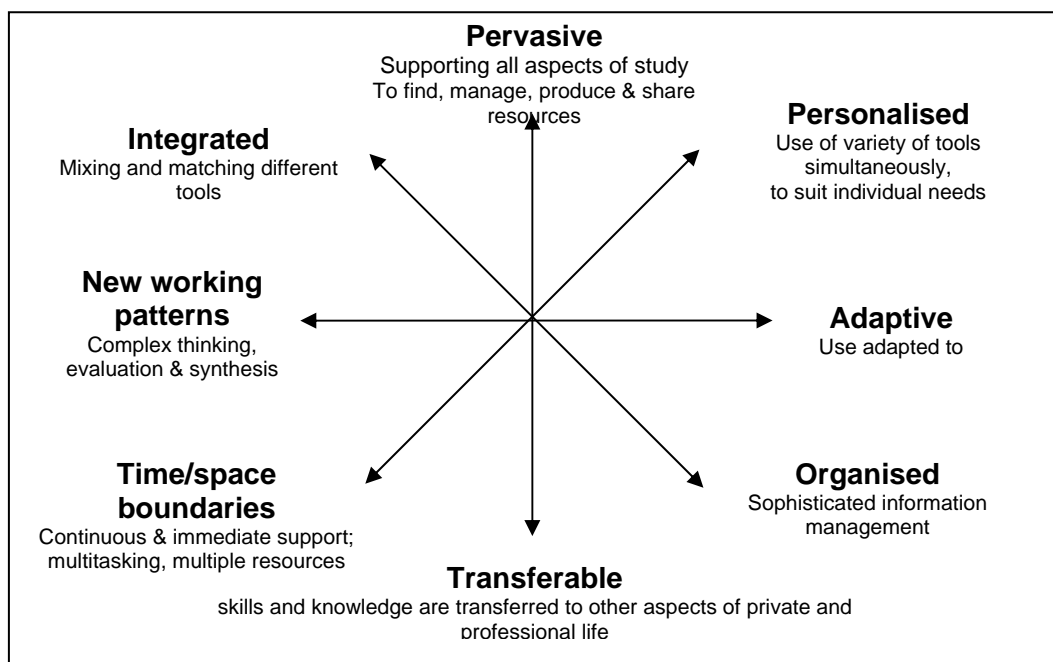 Pervasive
Supporting all aspects of study
To find, manage, produce & share
resources
Personalised
Use of variety of tools
simultaneously,
to suit individual needs
Integrated
Mixing and matching different
tools
New working
patterns
Complex thinking,
evaluation & synthesis
Adaptive
Use adapted to
Time/space
boundaries
Continuous & immediate support;
multitasking, multiple resources
Organised
Sophisticated information
management
Transferable
skills and knowledge are transferred to other aspects of private and
professional life